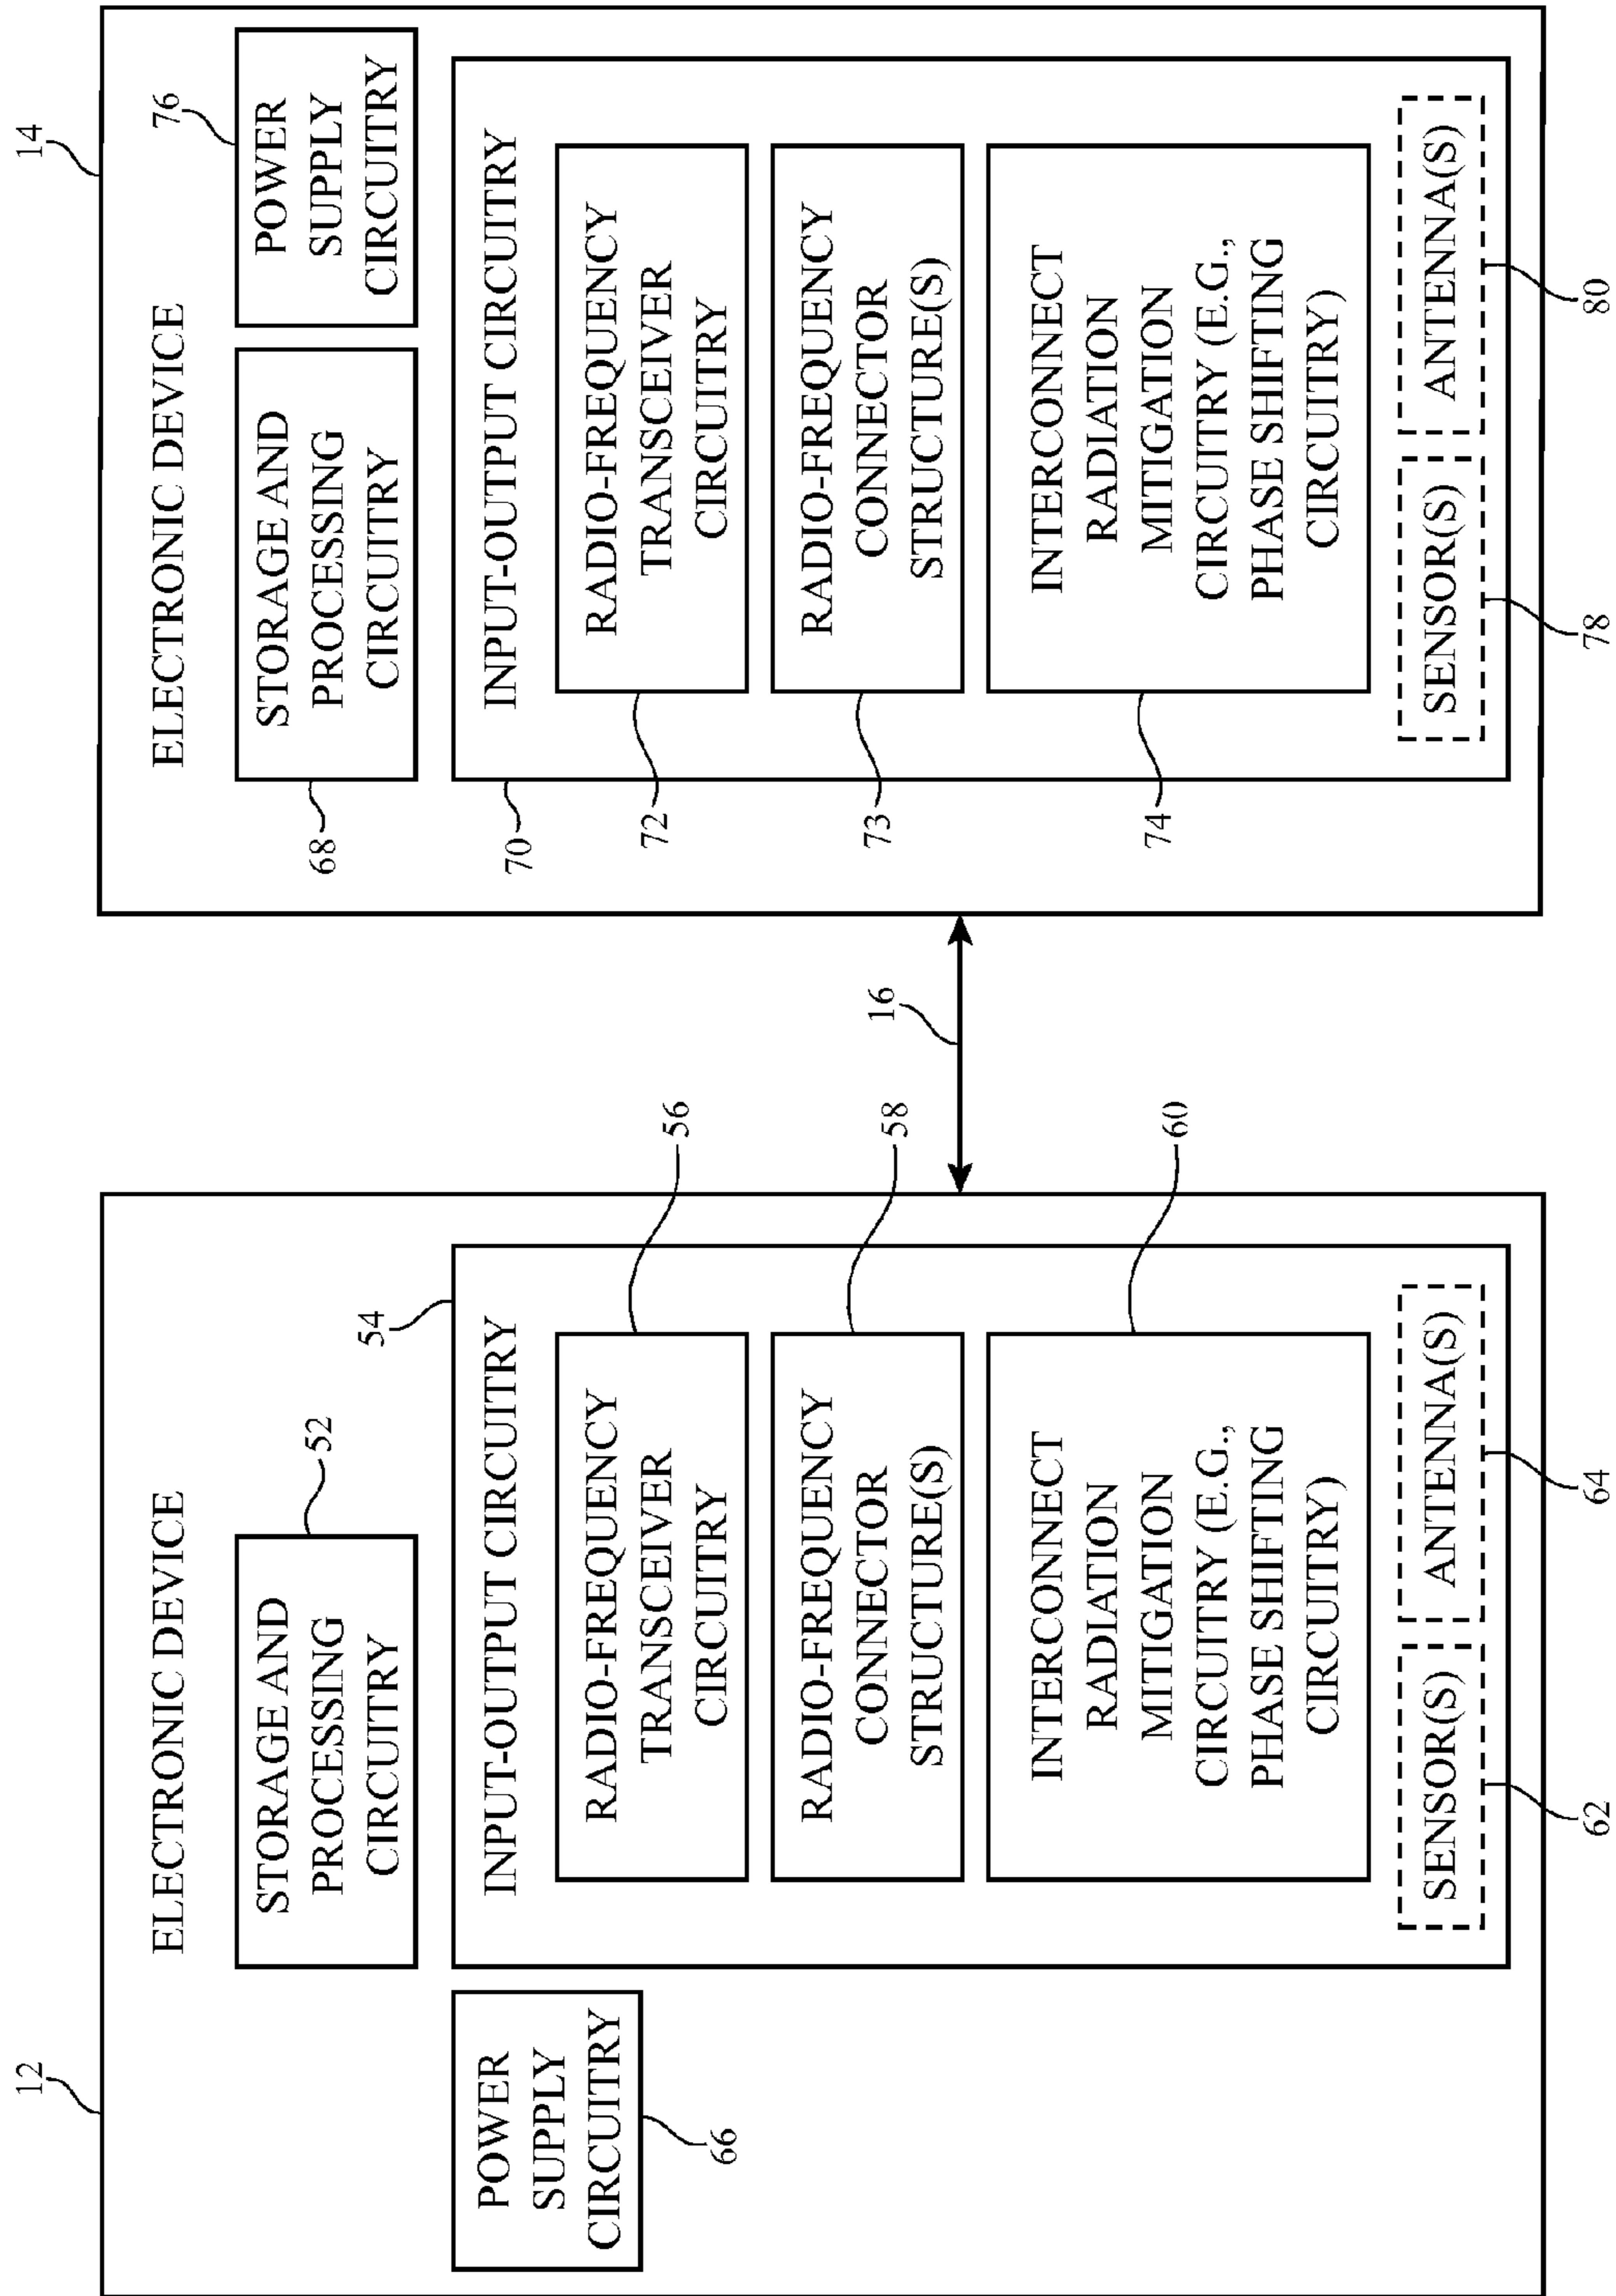 12
ELECTRONIC DEVICE
STORAGE AND
PROCESSING
CIRCUITRY
52
POWER
SUPPLY
CIRCUITRY
66
54
INPUT-OUTPUT CIRCUITRY
RADIO-FREQUENCY
TRANSCEIVER
CIRCUITRY
56
RADIO-FREQUENCY
CONNECTOR
STRUCTURE(S)
58
INTERCONNECT
RADIATION
MITIGATION
CIRCUITRY (E.G.,
PHASE SHIFTING
CIRCUITRY)
60
SENSOR(S)
62
ANTENNA(S)
64
16
14
ELECTRONIC DEVICE
STORAGE AND
PROCESSING
CIRCUITRY
68
POWER
SUPPLY
CIRCUITRY
76
INPUT-OUTPUT CIRCUITRY
70
RADIO-FREQUENCY
TRANSCEIVER
CIRCUITRY
72
RADIO-FREQUENCY
CONNECTOR
STRUCTURE(S)
73
INTERCONNECT
RADIATION
MITIGATION
CIRCUITRY (E.G.,
PHASE SHIFTING
CIRCUITRY)
74
SENSOR(S)
78
ANTENNA(S)
80